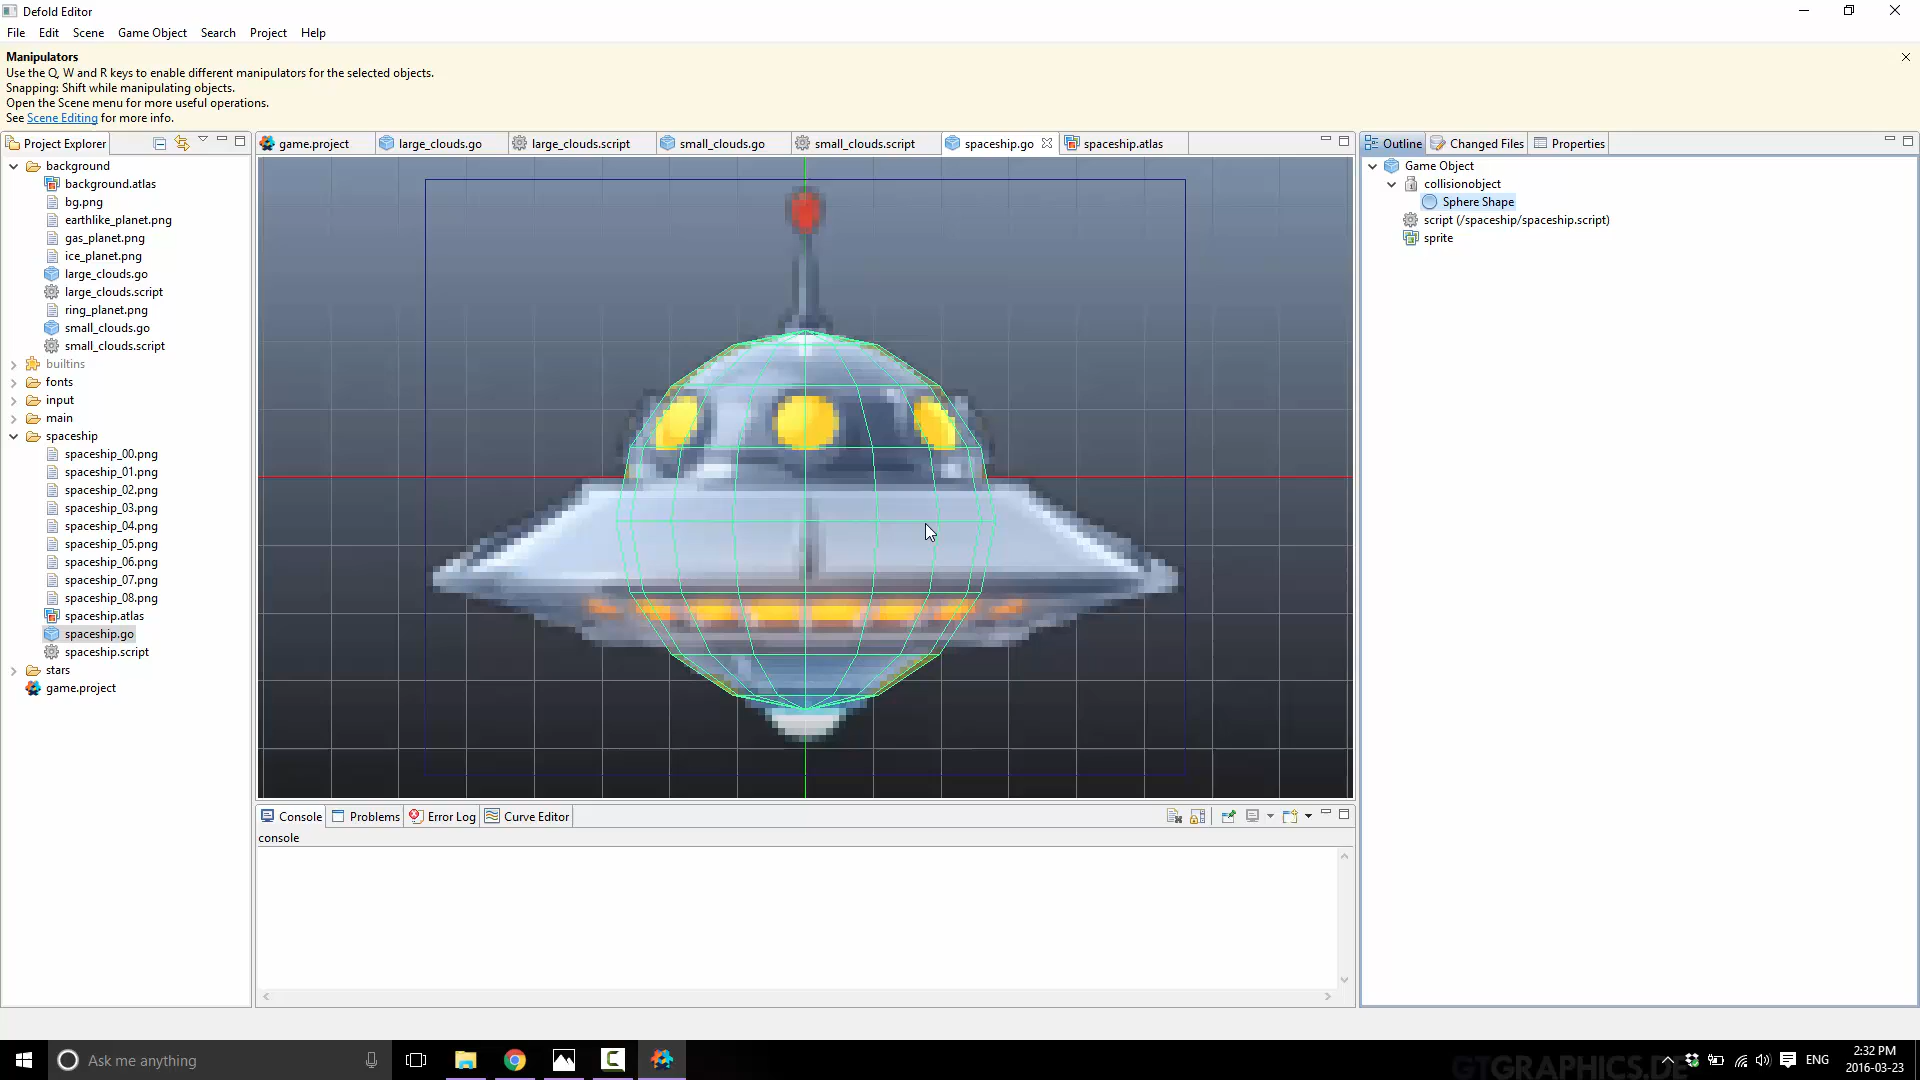 Defold Editor
File Edit Scene Game Object Search Project Help
Manipulators
Use the Q, W and R keys to enable different manipulators for the selected objects.
Snapping: Shift while manipulating objects.
Open the Scene menu for more useful operations.
See Scene Editing for more info.
Project Explorer
background
background.atlas
bg.png
earthlike_planet.png
gas_planet.png
ice_planet.png
large_clouds.go
large_clouds.script
ring_planet.png
small_clouds.go
small_clouds.script
builtins
fonts
input
main
spaceship
spaceship_00.png
spaceship_01.png
spaceship_02.png
spaceship_03.png
spaceship_04.png
spaceship_05.png
spaceship_06.png
spaceship_07.png
spaceship_08.png
spaceship.atlas
spaceship.go
spaceship.script
stars
game.project
game.project large_clouds.go large_clouds.script small_clouds.go small_clouds.script spaceship.go spaceship.atlas
Console Problems Error Log Curve Editor
console
Outline Changed Files Properties
Game Object
collisionobject
Sphere Shape
script (/spaceship/spaceship.script)
sprite
Ask me anything
ENG
2:32 PM
2016-03-23
GTGRAPHICS.DE